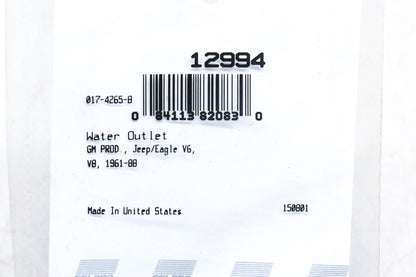 12994
017-4265-8
0 84113 82083 0
Water Outlet
GM PROD , Jeep/Eagle V6,
V8, 1961-88
Made In United States
150801